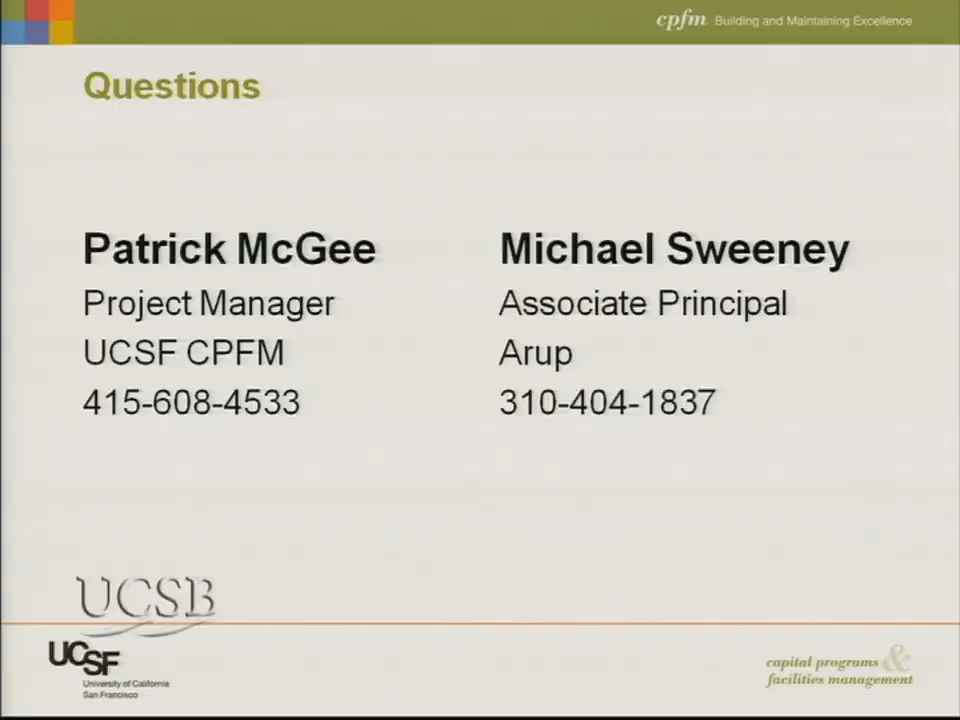 cpfm Building and Maintaining Excellence
Questions
Patrick McGee
Project Manager
UCSF CPFM
415-608-4533
Michael Sweeney
Associate Principal
Arup
310-404-1837
UCSB
UCSF
University of California
San Francisco
capital programs &
facilities management